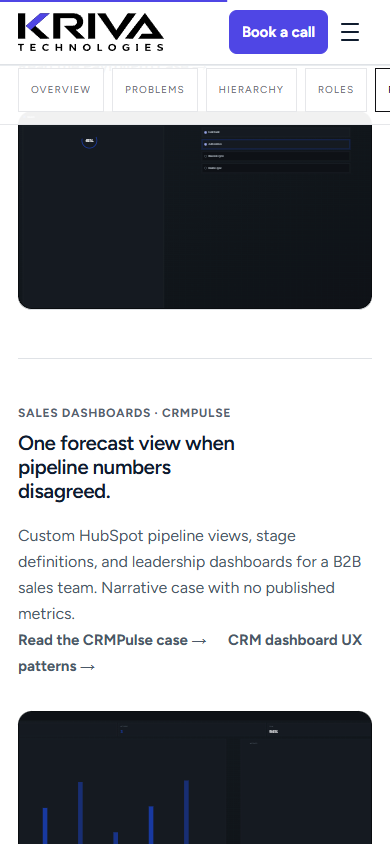 KRIVA
TECHNOLOGIES
Book a call
OVERVIEW
PROBLEMS
HIERARCHY
ROLES
SALES DASHBOARDS · CRMPULSE
One forecast view when
pipeline numbers
disagreed.
Custom HubSpot pipeline views, stage
definitions, and leadership dashboards for a B2B
sales team. Narrative case with no published
metrics.
Read the CRMPulse case → CRM dashboard UX
patterns →